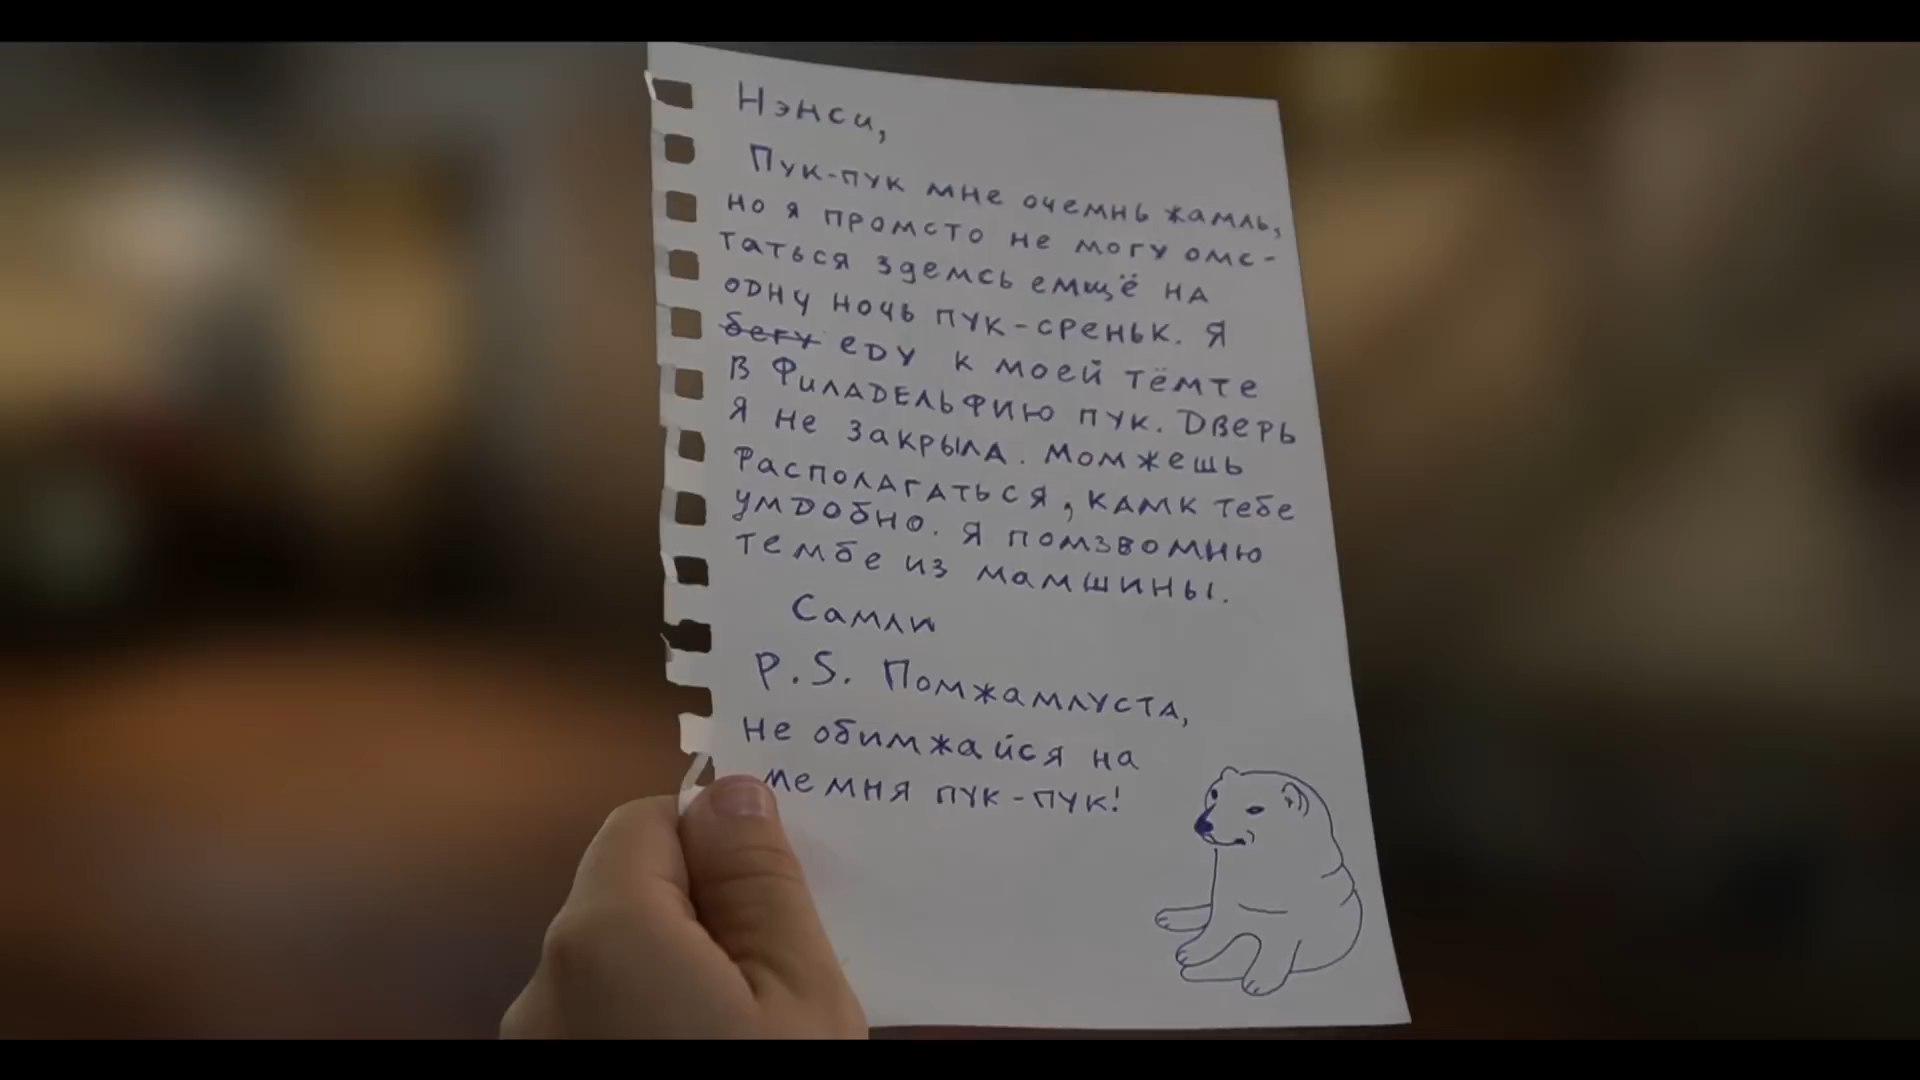 Нэнси,
Пук-пук мне очемнь жамль,
но я промсто не могу омс-
таться здемсь емщё на
одну ночь пук-среньк. Я
бегу еду к моей тёмте
в Филадельфию пук. Дверь
я не закрыла. Момжешь
располагаться, камк тебе
умдобно. Я помзвомню
тембе из мамшины.
Самли
P.S. Помжамлуста,
не обимжайся на
мемня пук-пук!